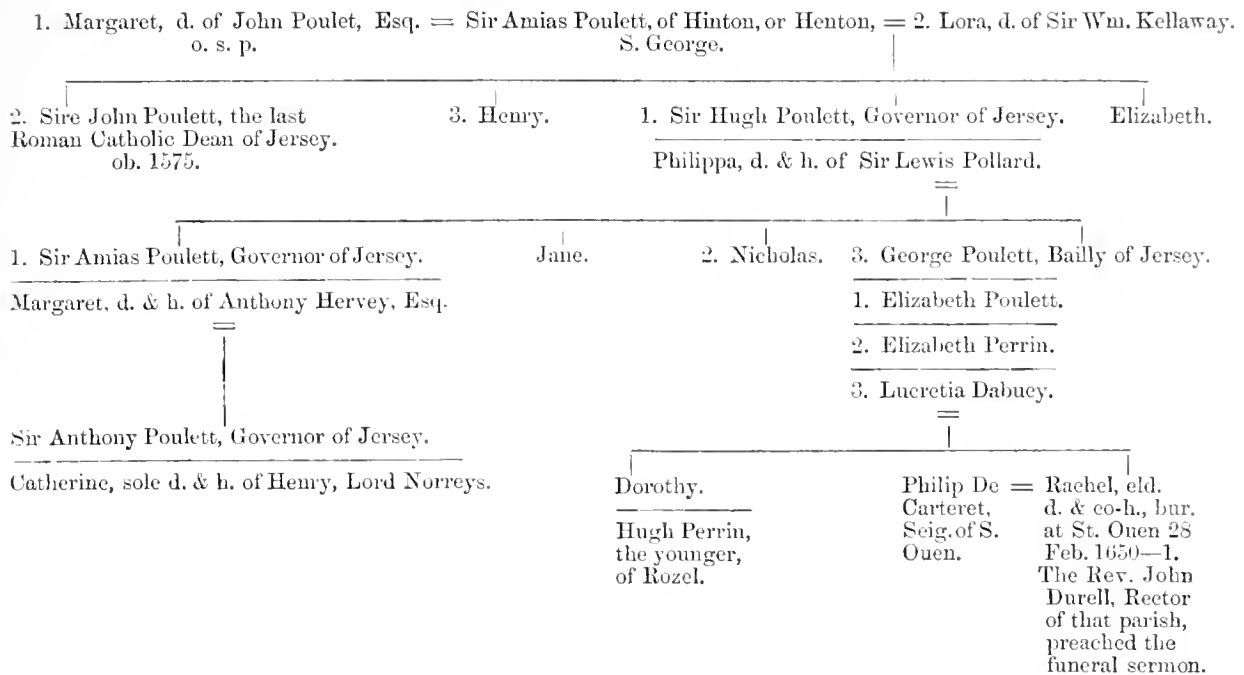 1. Margaret, d. of John Poulet, Esq. = Sir Amias Poulett, of Hinton, or Henton, = 2. Lora, d. of Sir Wm. Kellaway.
o. s. p.
S. George.
2. Sire John Poulett, the last
Roman Catholic Dean of Jersey.
ob. 1575.
3. Henry.
1. Sir Hugh Poulett, Governor of Jersey.
Philippa, d. & h. of Sir Lewis Pollard.
=
Elizabeth.
1. Sir Amias Poulett, Governor of Jersey.
Margaret, d. & h. of Anthony Hervey, Esq.
=
Jane.
2. Nicholas.
3. George Poulett, Bailly of Jersey.
1. Elizabeth Poulett.
2. Elizabeth Perrin.
3. Lucretia Dabuey.
=
Sir Anthony Poulett, Governor of Jersey.
Catherine, sole d. & h. of Henry, Lord Norreys.
Dorothy.
Hugh Perrin,
the younger,
of Rozel.
Philip De =
Carteret,
Seig. of S.
Ouen.
Rachel, eld.
d. & co-h., bur.
at St. Ouen 28
Feb. 1650—1.
The Rev. John
Durell, Rector
of that parish,
preached the
funeral sermon.